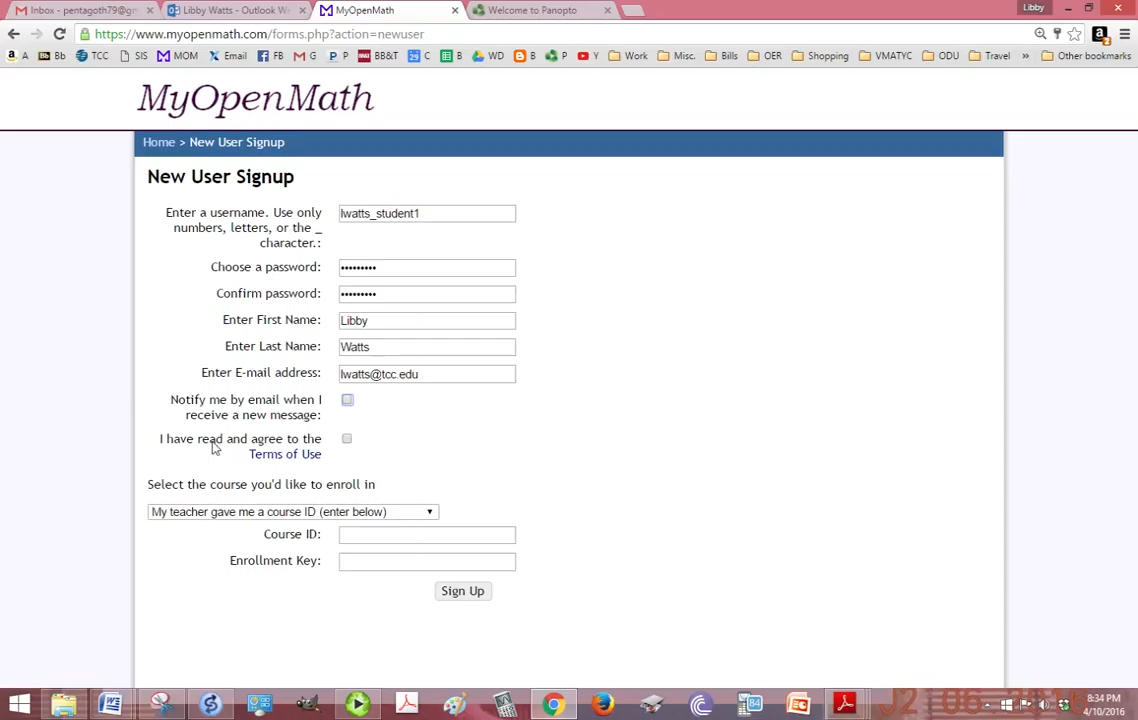 Inbox - pentagoth79@gm
Libby Watts - Outlook We
MyOpenMath
Welcome to Panopto
Libby
https://www.myopenmath.com/forms.php?action=newuser
A
Bb
TCC
SIS
MOM
Email
FB
G
P
BB&T
C
B
WD
B
P
Y
Work
Misc.
Bills
OER
Shopping
VMATYC
ODU
Travel
»
Other bookmarks
MyOpenMath
Home > New User Signup
New User Signup
Enter a username. Use only
numbers, letters, or the _
character.:
lwatts_student1
Choose a password:
•••••••••
Confirm password:
•••••••••
Enter First Name:
Libby
Enter Last Name:
Watts
Enter E-mail address:
lwatts@tcc.edu
Notify me by email when I
receive a new message:
I have read and agree to the
Terms of Use
Select the course you'd like to enroll in
My teacher gave me a course ID (enter below)
Course ID:
Enrollment Key:
Sign Up
8:34 PM
4/10/2016